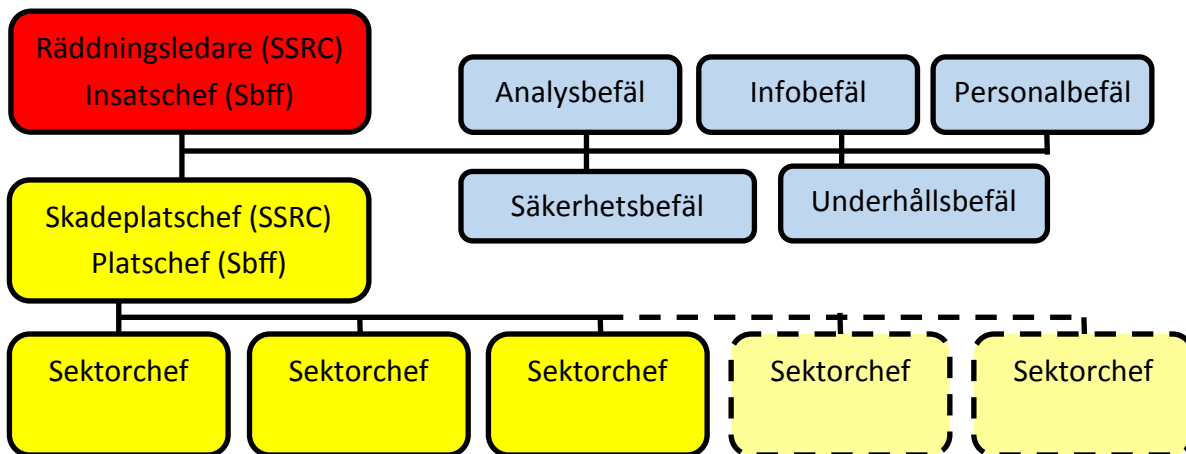 Räddningsledare (SSRC)
Insatschef (Sbff)
Analysbefäl
Infobefäl
Personalbefäl
Säkerhetsbefäl
Underhållsbefäl
Skadeplatschef (SSRC)
Platschef (Sbff)
Sektorchef
Sektorchef
Sektorchef
Sektorchef
Sektorchef